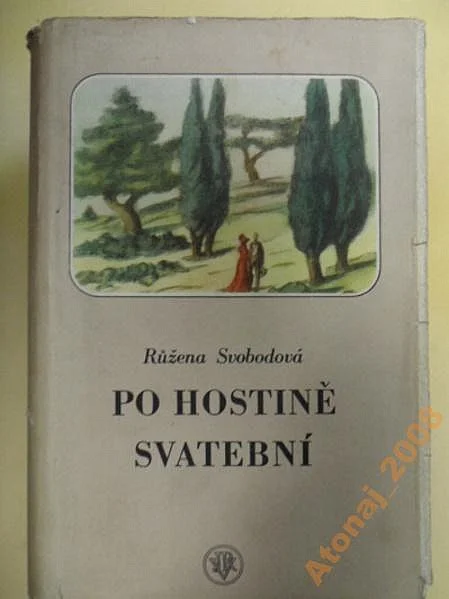 Růžena Svobodová
PO HOSTINĚ
SVATEBNÍ
Atonaj_2008